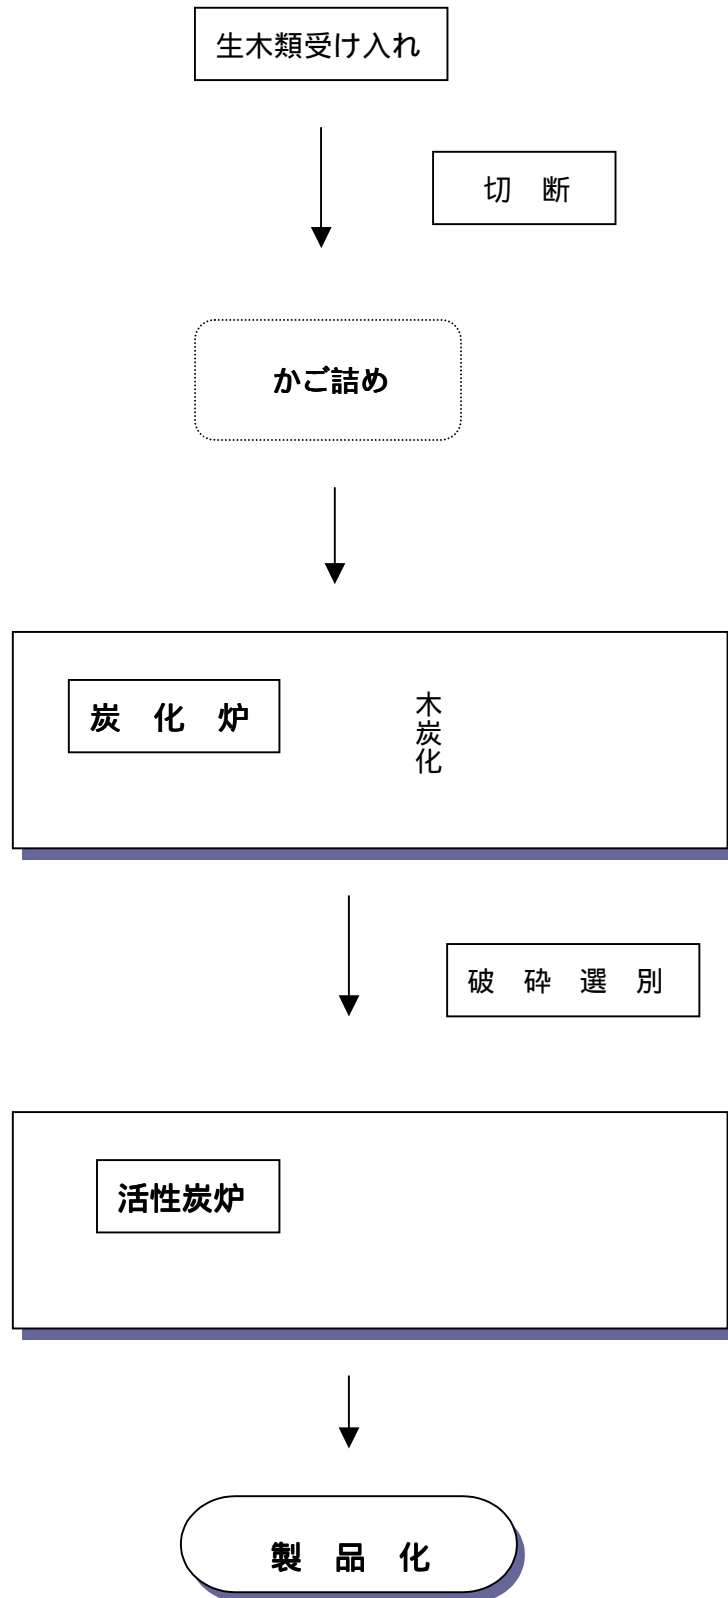 生木類受け入れ
切　断
かご詰め
炭　化　炉
木炭化
破　砕　選　別
活性炭炉
製　品　化